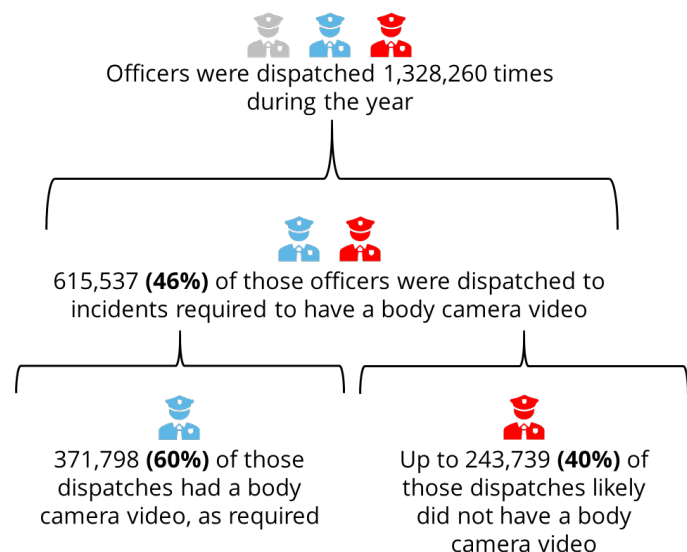 Officers were dispatched 1,328,260 times
during the year
615,537 (46%) of those officers were dispatched to
incidents required to have a body camera video
371,798 (60%) of those
dispatches had a body
camera video, as required
Up to 243,739 (40%) of
those dispatches likely
did not have a body
camera video